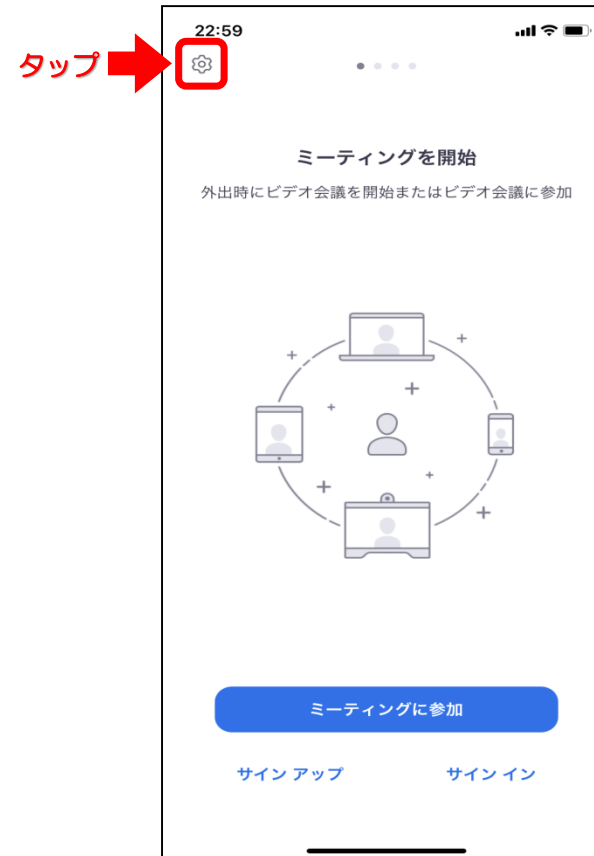 22:59
タップ
ミーティングを開始
外出時にビデオ会議を開始またはビデオ会議に参加
ミーティングに参加
サイン アップ
サイン イン